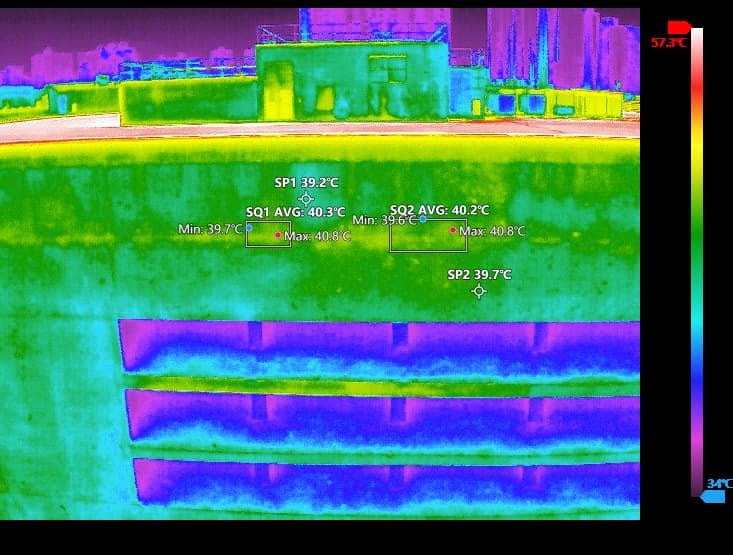 57.3℃
SP1 39.2℃
SQ1 AVG: 40.3℃
SQ2 AVG: 40.2℃
Min: 39.7℃
Max: 40.8℃
Min: 39.6℃
Max: 40.8℃
SP2 39.7℃
34℃